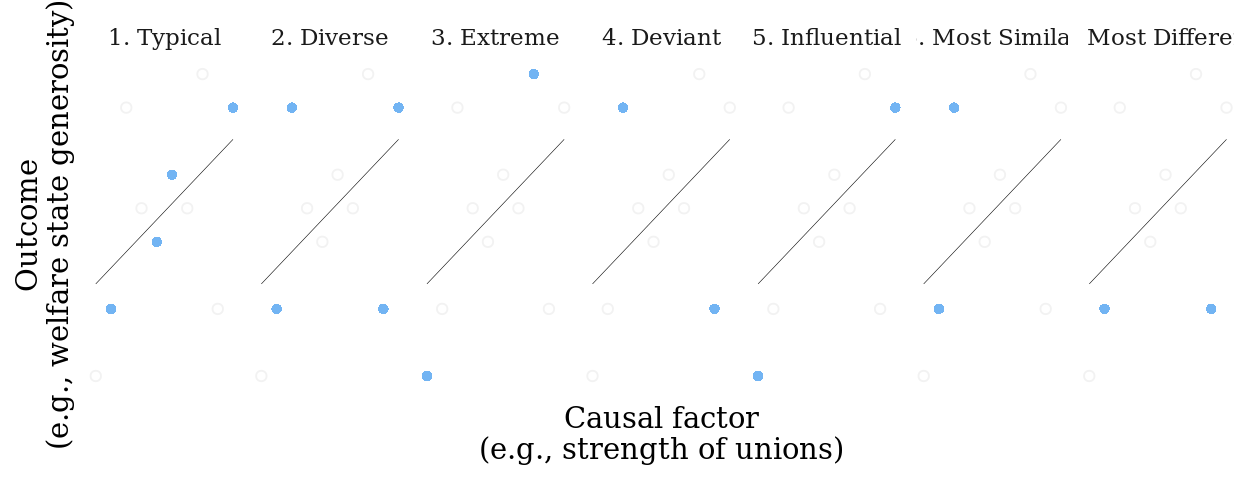 1. Typical
2. Diverse
3. Extreme
4. Deviant
5. Influential
. Most Simila
Most Differe
Outcome
(e.g., welfare state generosity)
Causal factor
(e.g., strength of unions)